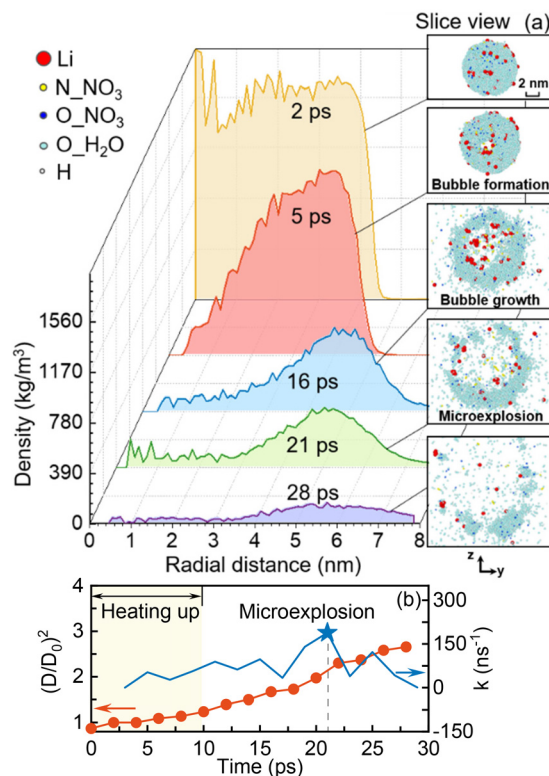 Slice view (a)
Li
N_NO₃
O_NO₃
O_H₂O
H
2 nm
2 ps
Bubble formation
5 ps
Bubble growth
16 ps
Microexplosion
21 ps
28 ps
Density (kg/m³)
1560
1170
780
390
0
0 1 2 3 4 5 6 7 8
Radial distance (nm)
z
y
(b)
Heating up
Microexplosion
(D/D₀)²
4
3
2
1
k (ns⁻¹)
300
150
0
-150
0 5 10 15 20 25 30
Time (ps)